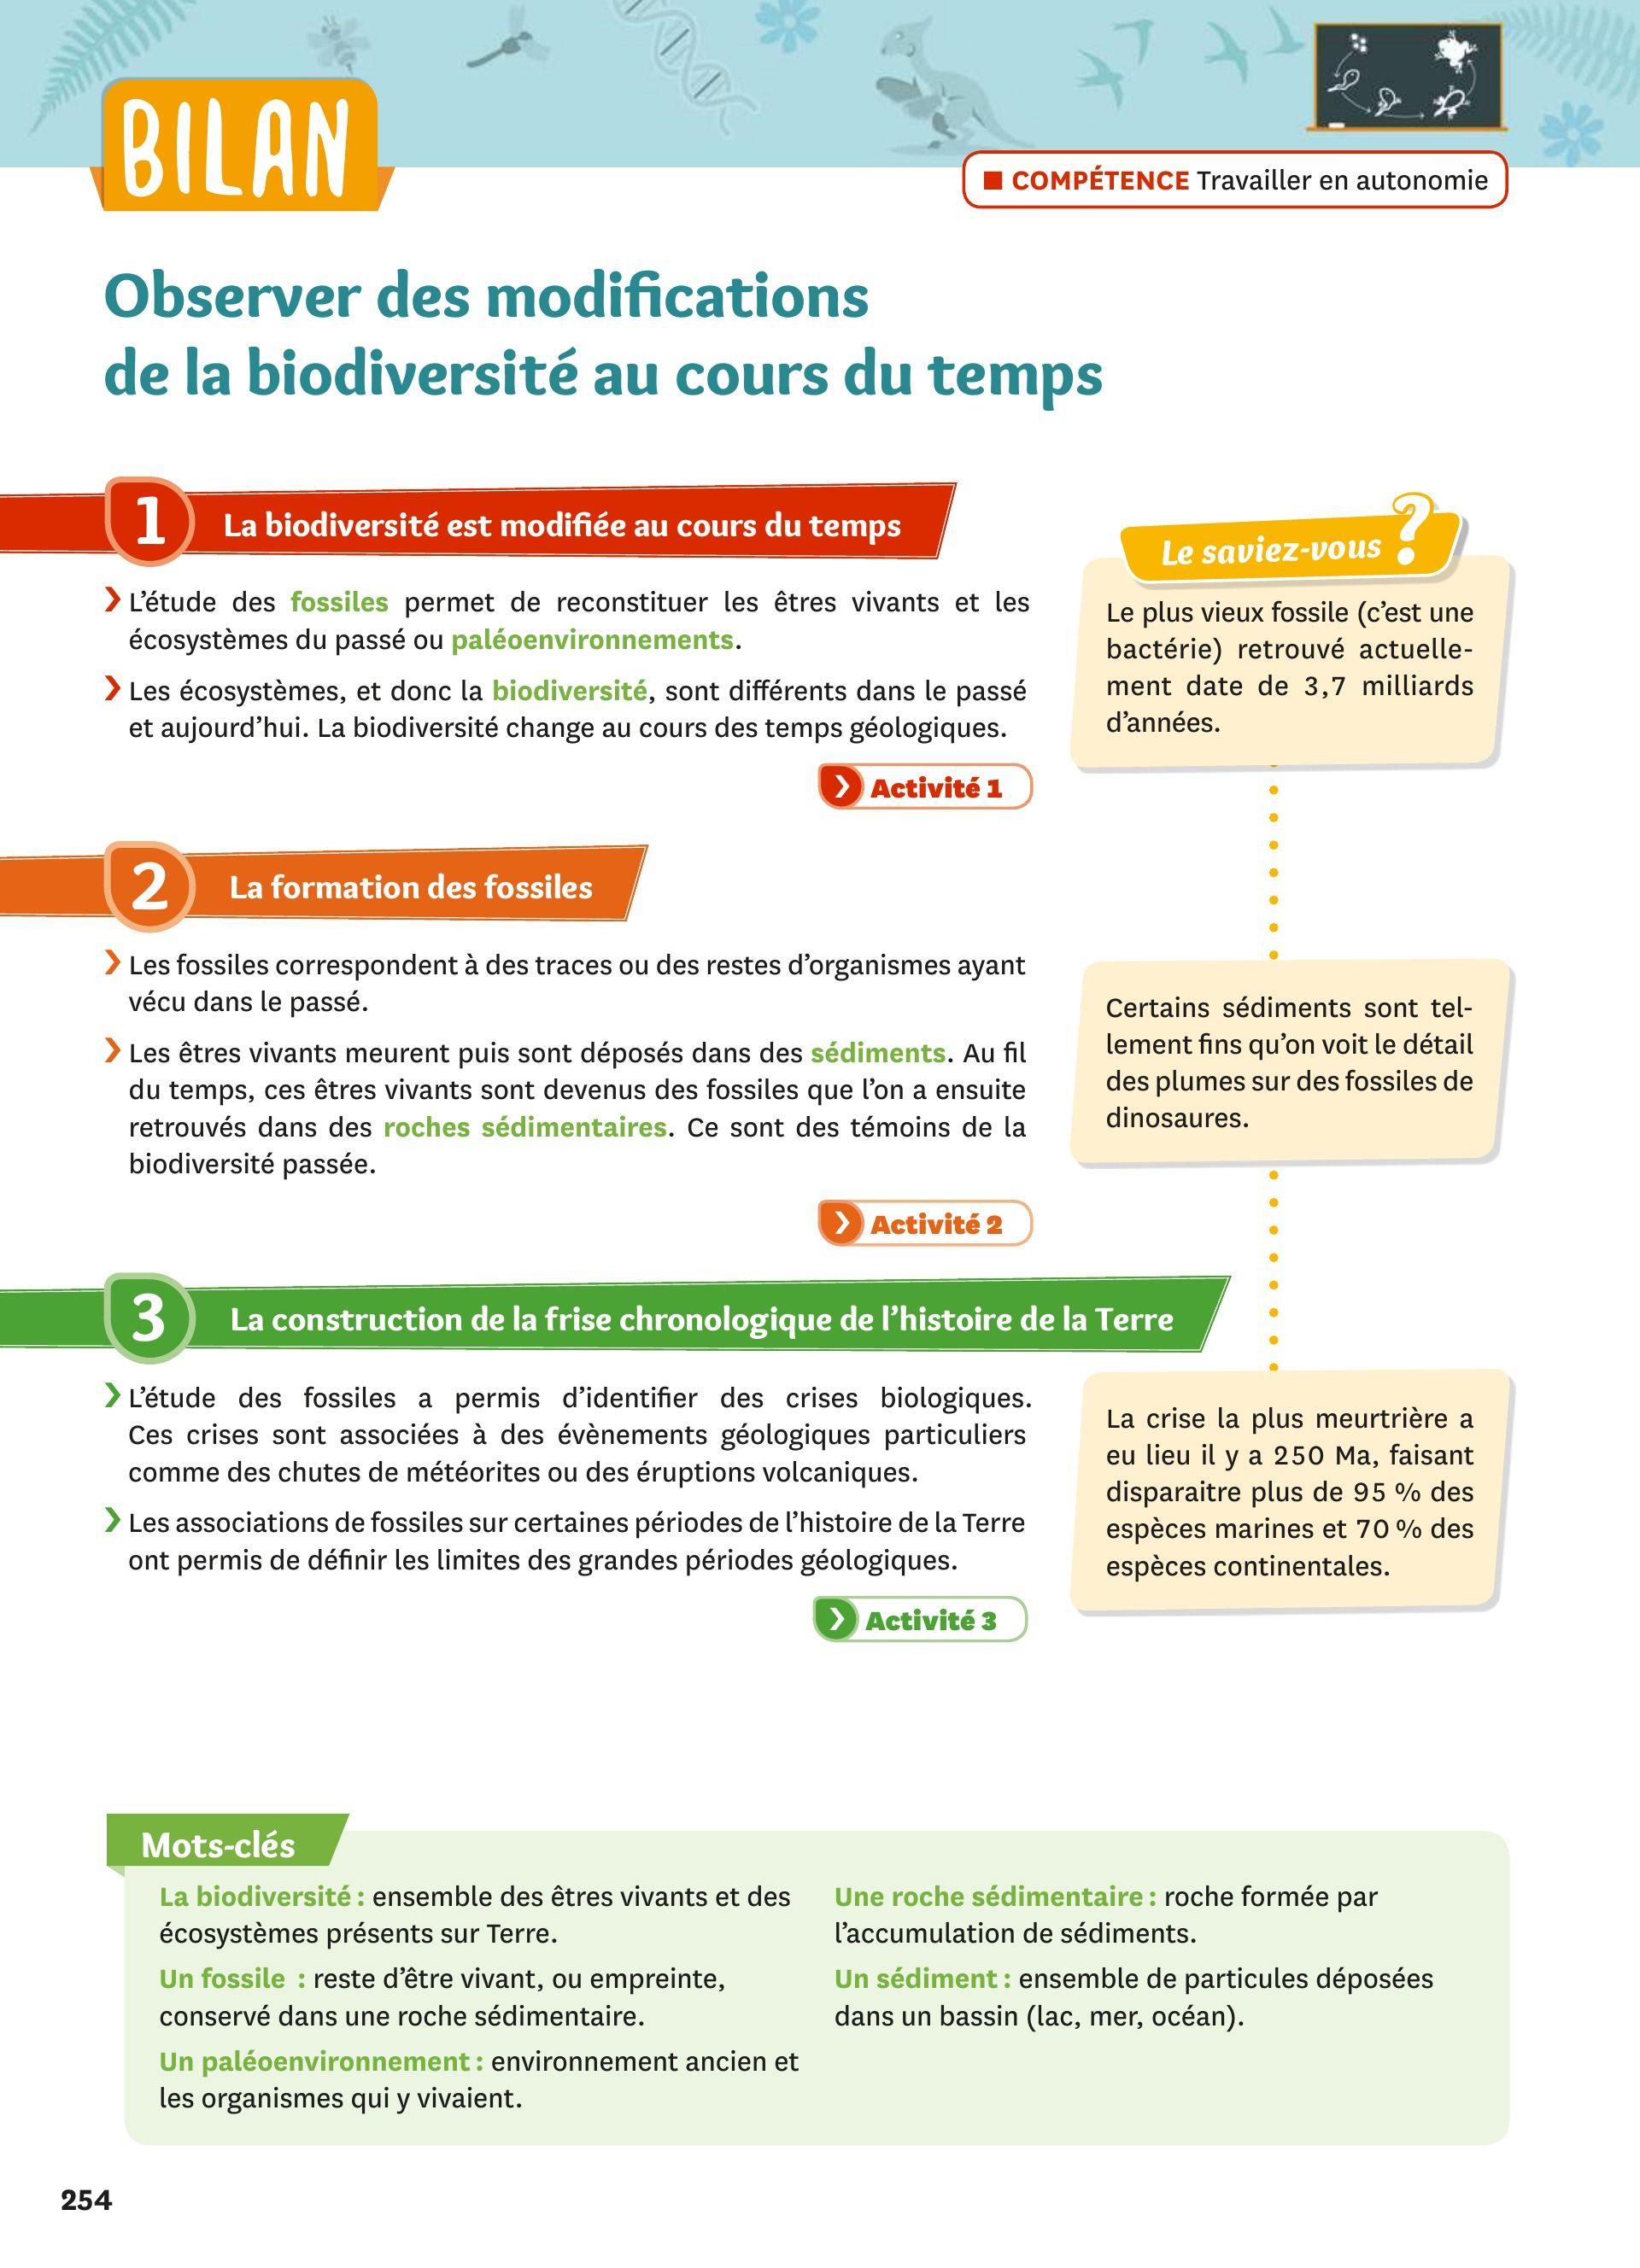 BILAN
■ COMPÉTENCE Travailler en autonomie
Observer des modifications
de la biodiversité au cours du temps
1 La biodiversité est modifiée au cours du temps
❯ L’étude des fossiles permet de reconstituer les êtres vivants et les
écosystèmes du passé ou paléoenvironnements.
❯ Les écosystèmes, et donc la biodiversité, sont différents dans le passé
et aujourd’hui. La biodiversité change au cours des temps géologiques.
❯ Activité 1
Le saviez-vous ?
Le plus vieux fossile (c’est une
bactérie) retrouvé actuelle-
ment date de 3,7 milliards
d’années.
2 La formation des fossiles
❯ Les fossiles correspondent à des traces ou des restes d’organismes ayant
vécu dans le passé.
❯ Les êtres vivants meurent puis sont déposés dans des sédiments. Au fil
du temps, ces êtres vivants sont devenus des fossiles que l’on a ensuite
retrouvés dans des roches sédimentaires. Ce sont des témoins de la
biodiversité passée.
❯ Activité 2
Certains sédiments sont tel-
lement fins qu’on voit le détail
des plumes sur des fossiles de
dinosaures.
3 La construction de la frise chronologique de l’histoire de la Terre
❯ L’étude des fossiles a permis d’identifier des crises biologiques.
Ces crises sont associées à des évènements géologiques particuliers
comme des chutes de météorites ou des éruptions volcaniques.
❯ Les associations de fossiles sur certaines périodes de l’histoire de la Terre
ont permis de définir les limites des grandes périodes géologiques.
❯ Activité 3
La crise la plus meurtrière a
eu lieu il y a 250 Ma, faisant
disparaitre plus de 95 % des
espèces marines et 70 % des
espèces continentales.
Mots-clés
La biodiversité : ensemble des êtres vivants et des
écosystèmes présents sur Terre.
Un fossile : reste d’être vivant, ou empreinte,
conservé dans une roche sédimentaire.
Un paléoenvironnement : environnement ancien et
les organismes qui y vivaient.
Une roche sédimentaire : roche formée par
l’accumulation de sédiments.
Un sédiment : ensemble de particules déposées
dans un bassin (lac, mer, océan).
254